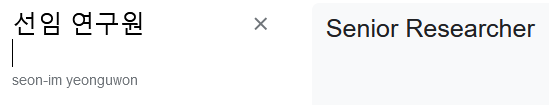 선임 연구원
seon-im yeonguwon
Senior Researcher